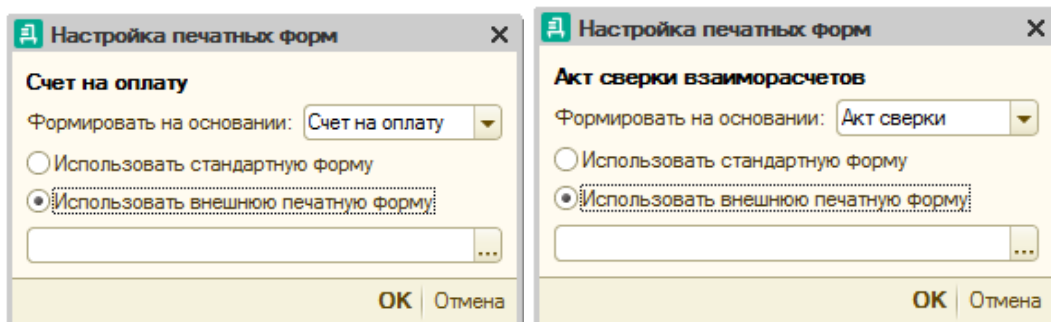 Настройка печатных форм
Счет на оплату
Формировать на основании: Счет на оплату
Использовать стандартную форму
Использовать внешнюю печатную форму
...
ОК Отмена
Настройка печатных форм
Акт сверки взаиморасчетов
Формировать на основании: Акт сверки
Использовать стандартную форму
Использовать внешнюю печатную форму
...
ОК Отмена